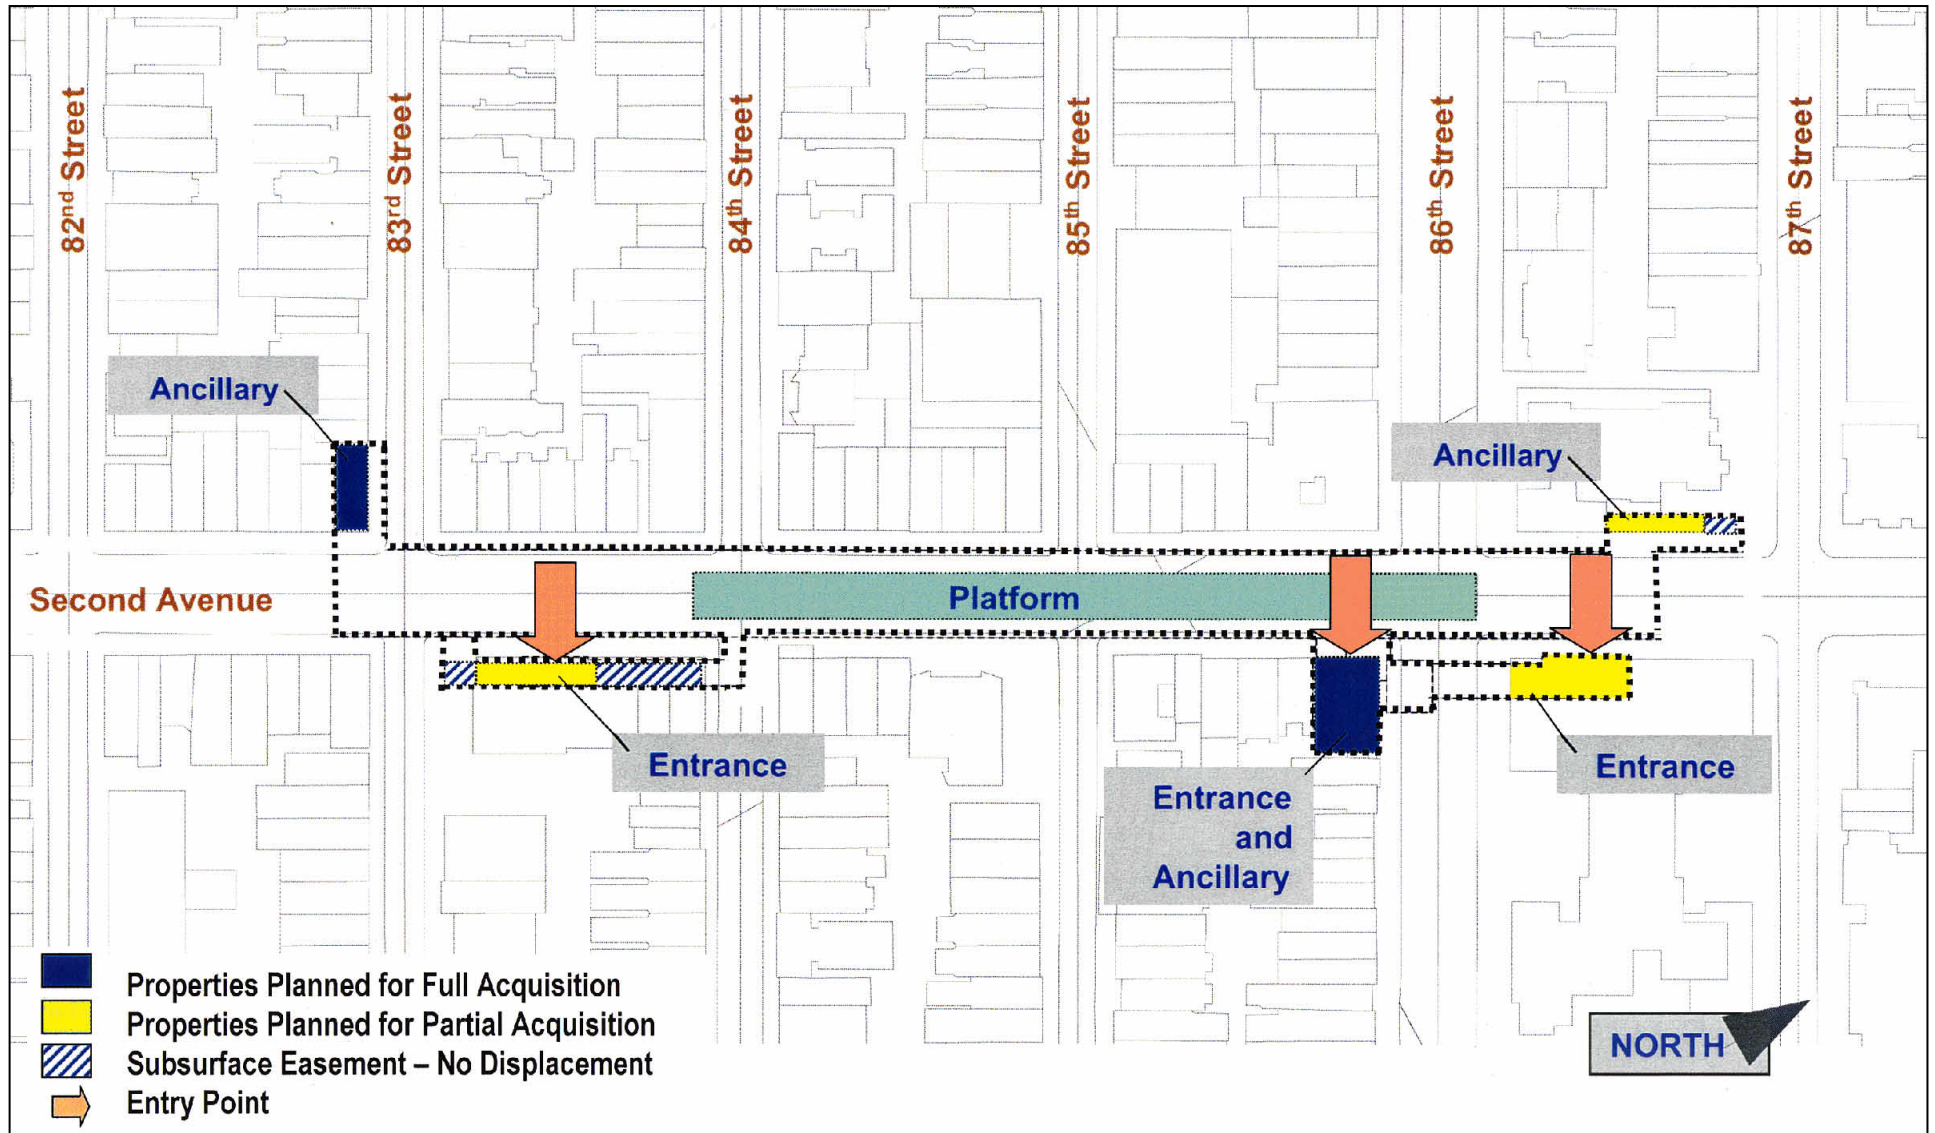 82nd Street
83rd Street
84th Street
85th Street
86th Street
87th Street
Ancillary
Ancillary
Second Avenue
Platform
Entrance
Entrance
and
Ancillary
Entrance
Properties Planned for Full Acquisition
Properties Planned for Partial Acquisition
Subsurface Easement – No Displacement
Entry Point
NORTH